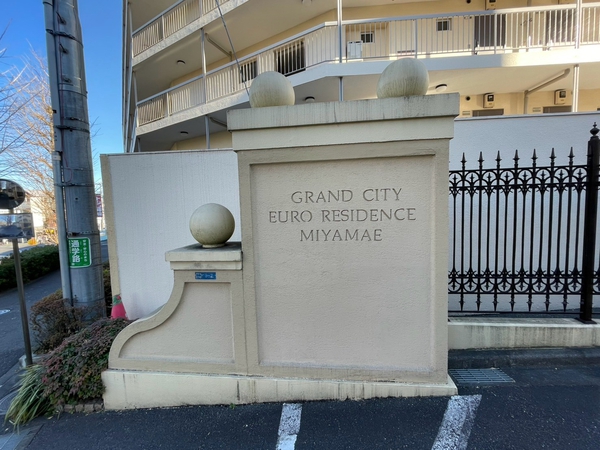 GRAND CITY
EURO RESIDENCE
MIYAMAE
通学路